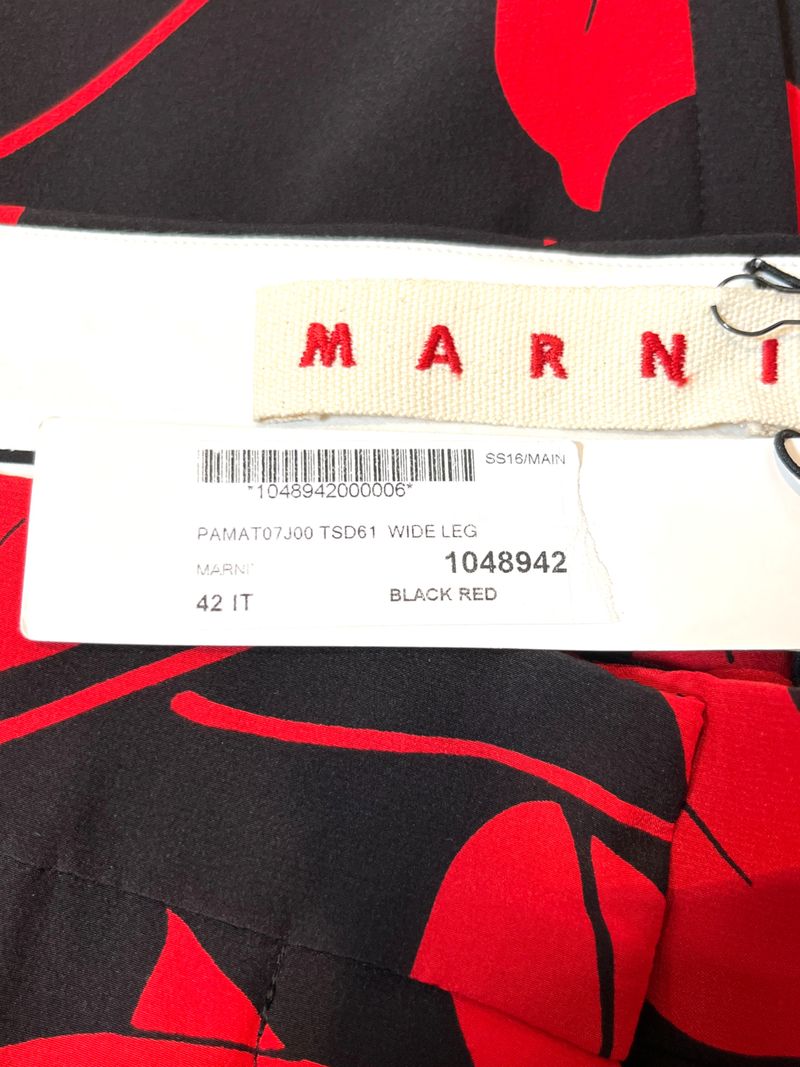 MARNI
SS16/MAIN
*1048942000006*
PAMAT07J00 TSD61 WIDE LEG
MARNI 1048942
42 IT BLACK RED